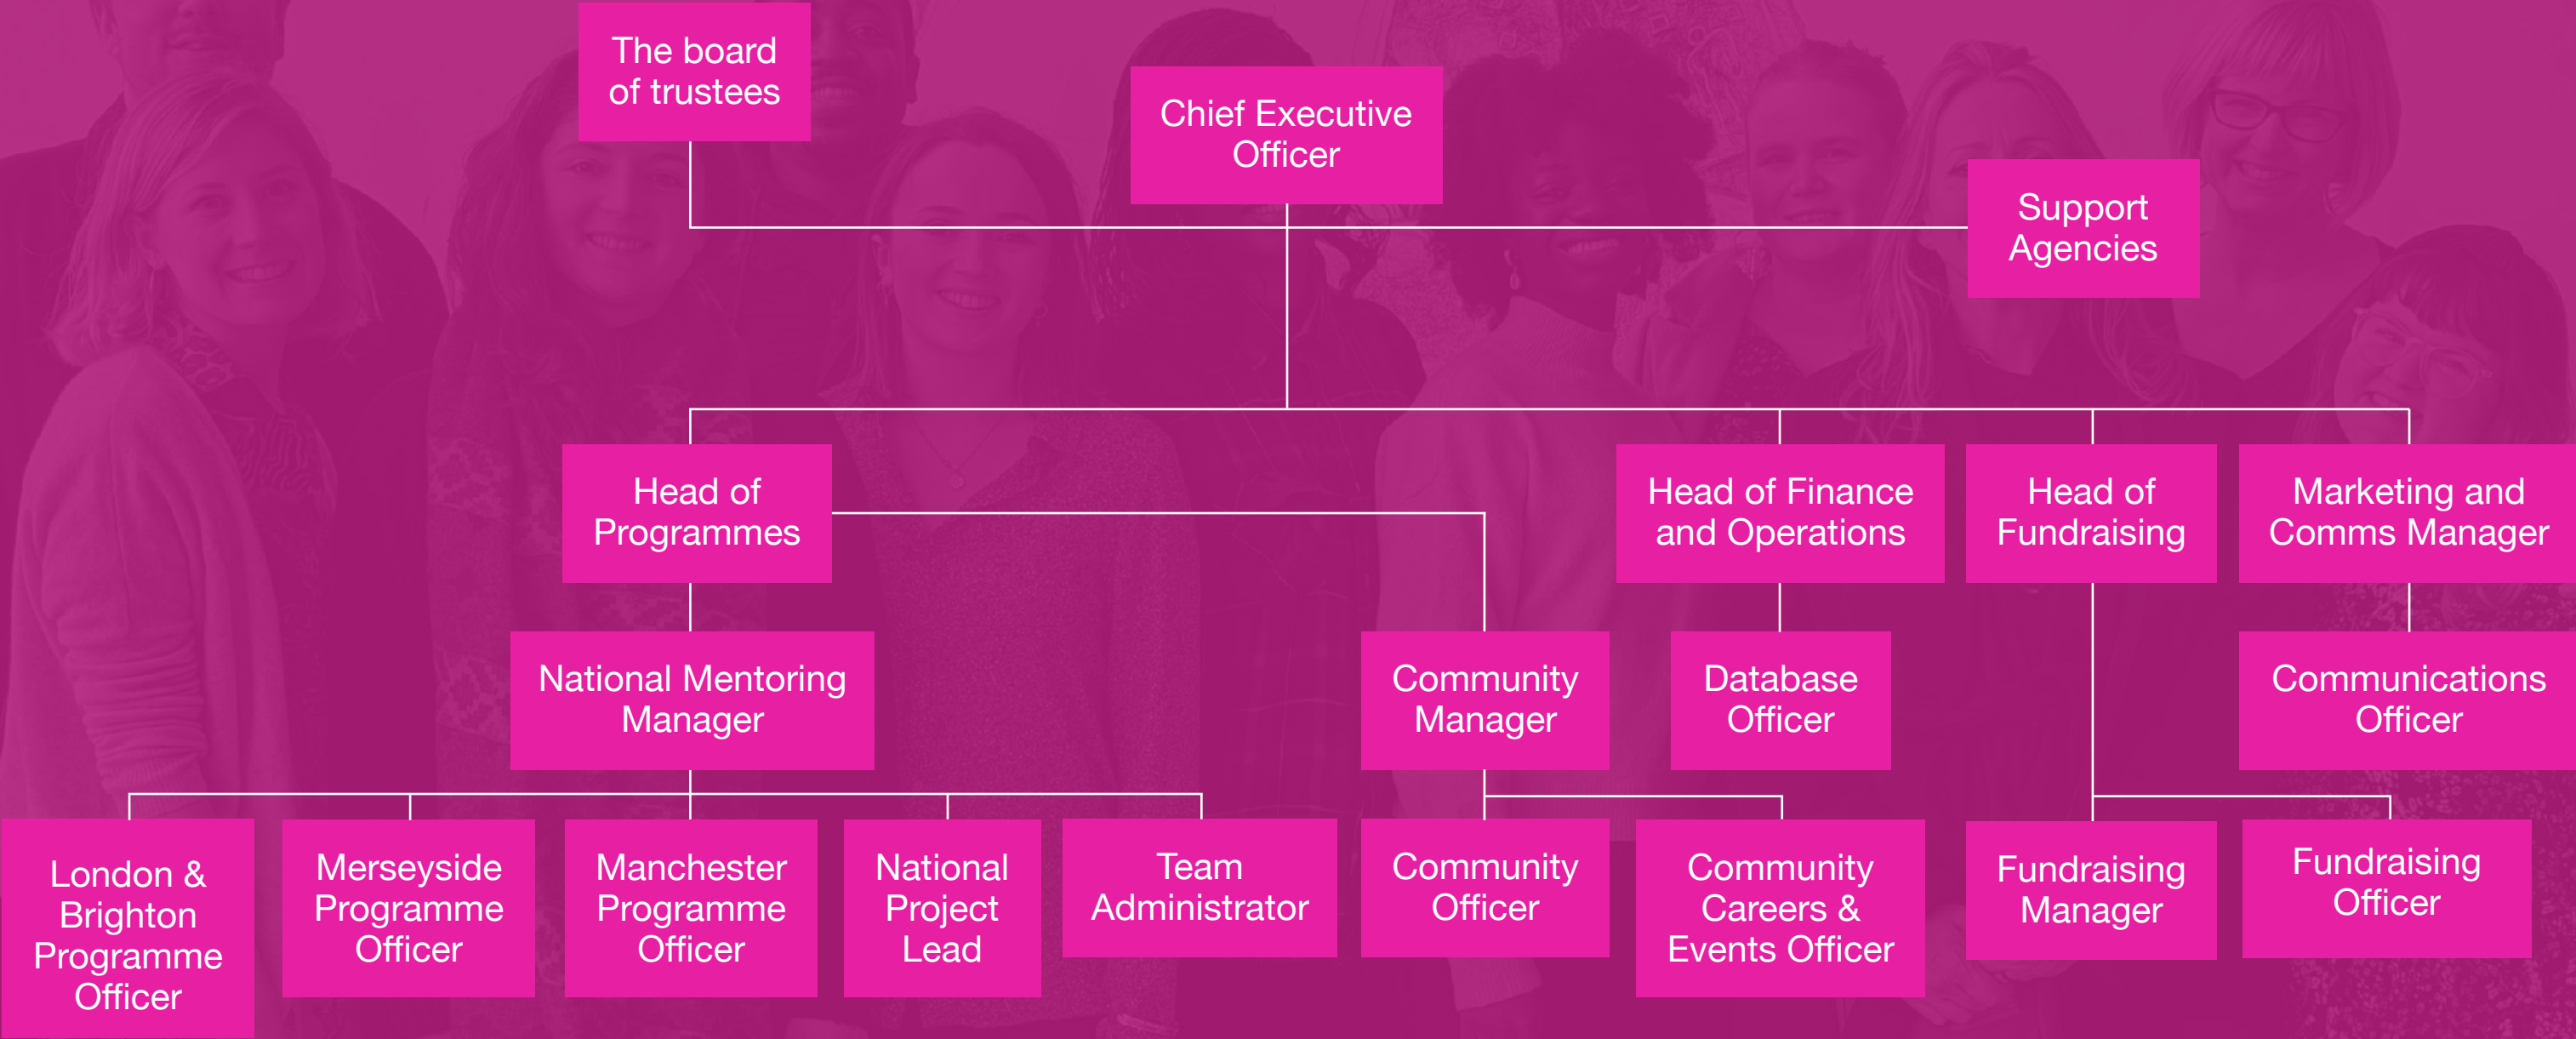 The board
of trustees
Chief Executive
Officer
Support
Agencies
Head of
Programmes
Head of Finance
and Operations
Head of
Fundraising
Marketing and
Comms Manager
National Mentoring
Manager
Community
Manager
Database
Officer
Communications
Officer
London &
Brighton
Programme
Officer
Merseyside
Programme
Officer
Manchester
Programme
Officer
National
Project
Lead
Team
Administrator
Community
Officer
Community
Careers &
Events Officer
Fundraising
Manager
Fundraising
Officer